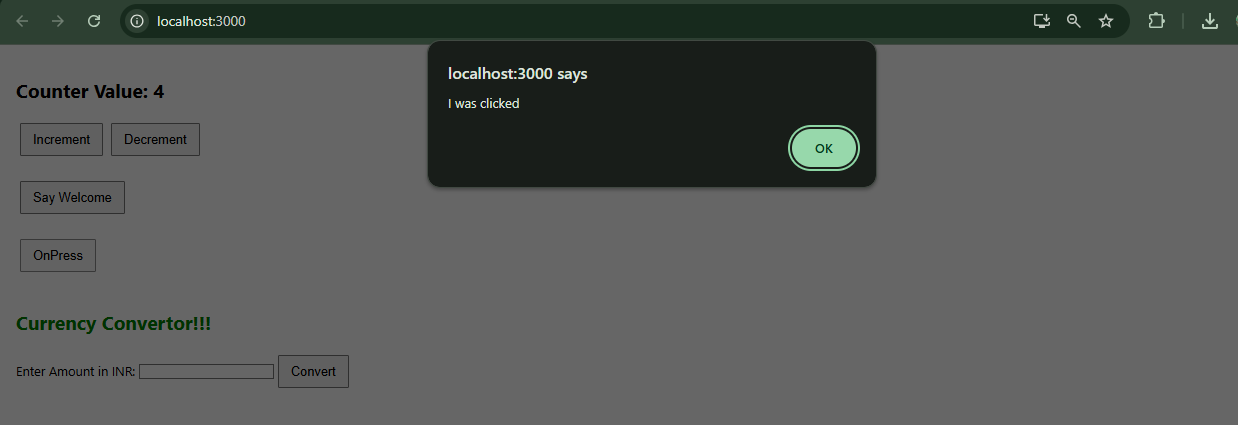 localhost:3000
localhost:3000 says
I was clicked
OK
Counter Value: 4
Increment Decrement
Say Welcome
OnPress
Currency Convertor!!!
Enter Amount in INR: Convert